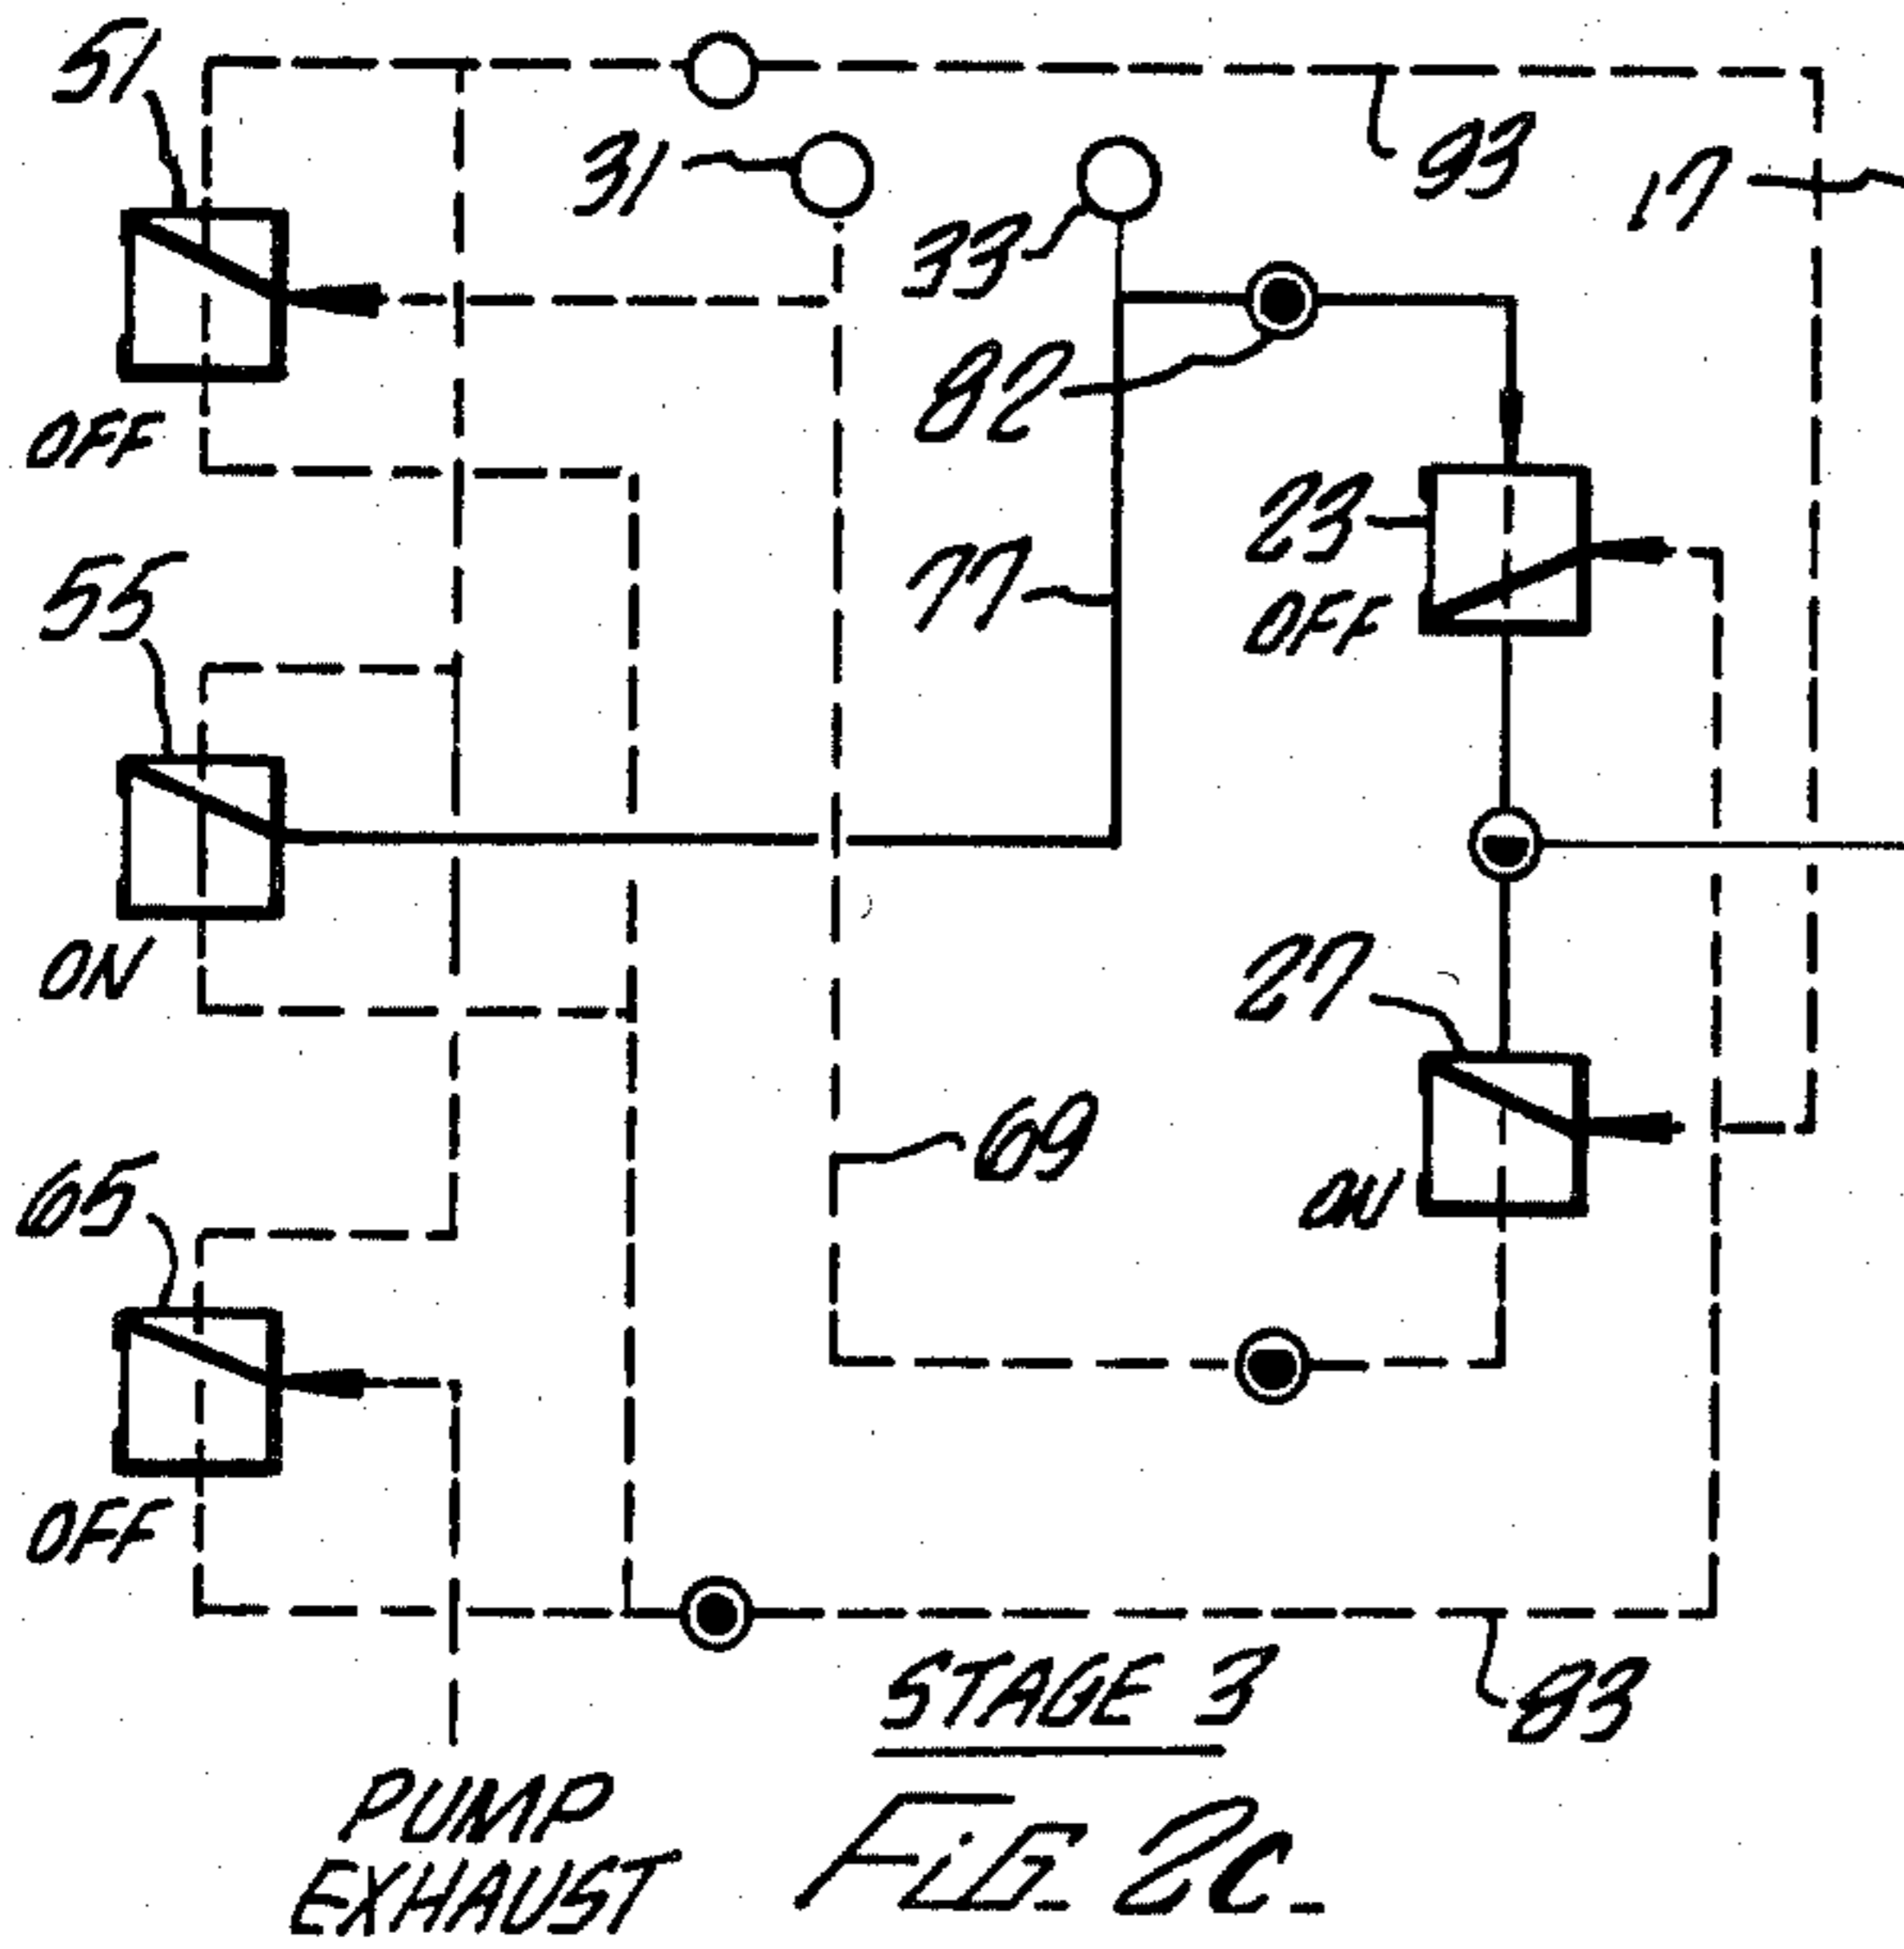 51
31
33
93
17
82
OFF
23
55
77
OFF
ON
27
69
65
ON
OFF
STAGE 3
83
PUMP
EXHAUST
FIG. 2C.